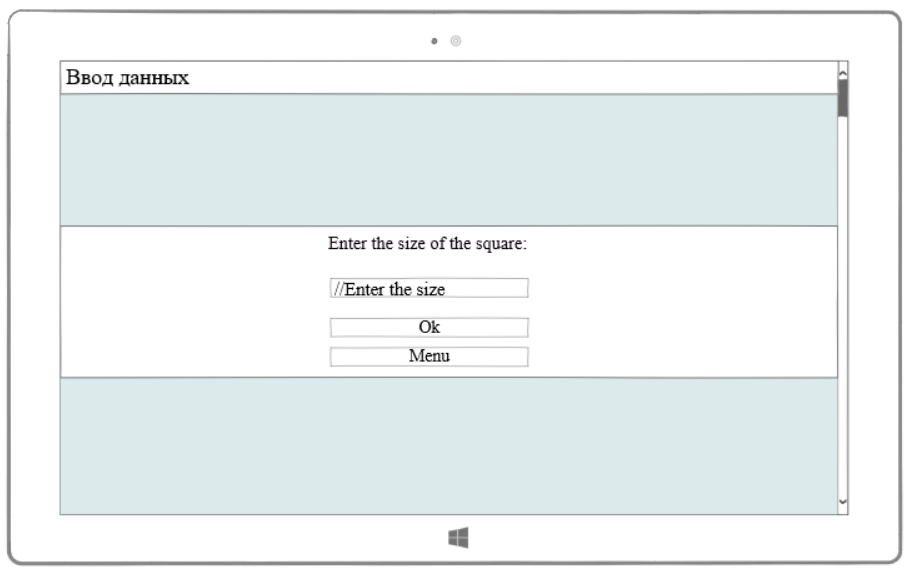 Ввод данных
Enter the size of the square:
//Enter the size
Ok
Menu